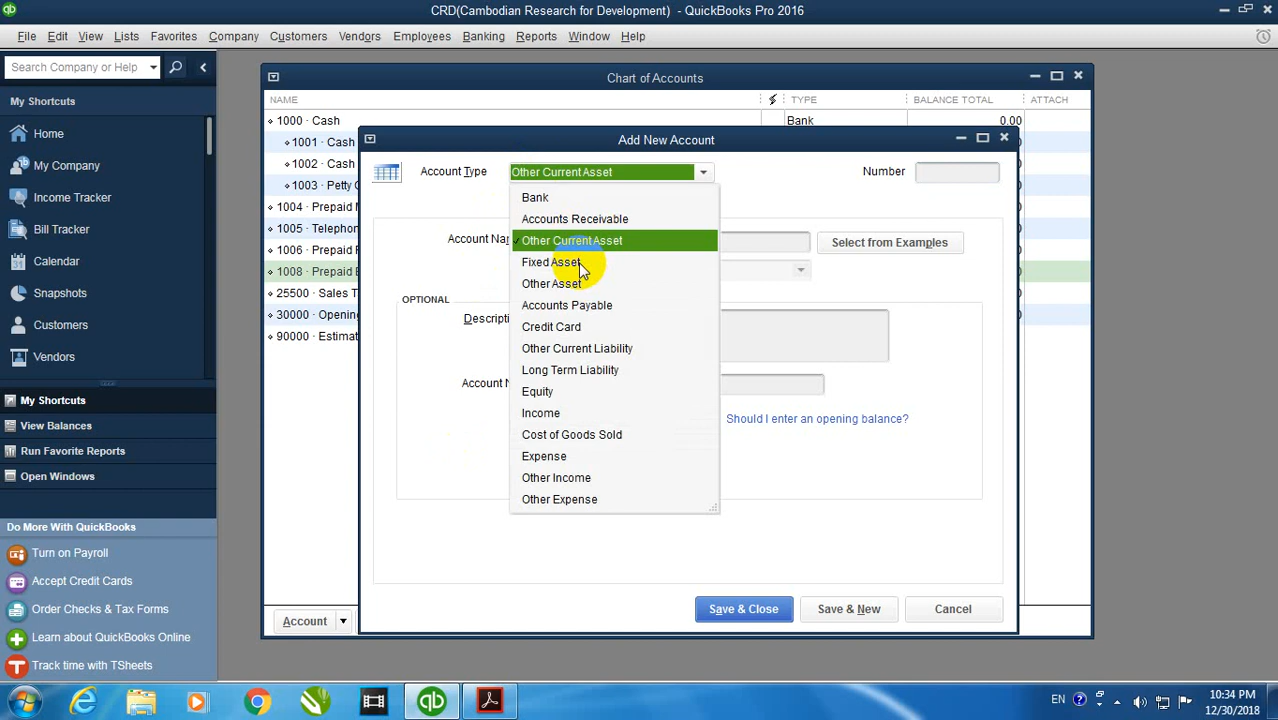 CRD(Cambodian Research for Development) - QuickBooks Pro 2016
File Edit View Lists Favorites Company Customers Vendors Employees Banking Reports Window Help
Search Company or Help
My Shortcuts
Home
My Company
Income Tracker
Bill Tracker
Calendar
Snapshots
Customers
Vendors
My Shortcuts
View Balances
Run Favorite Reports
Open Windows
Do More With QuickBooks
Turn on Payroll
Accept Credit Cards
Order Checks & Tax Forms
Learn about QuickBooks Online
Track time with TSheets
Chart of Accounts
NAME TYPE BALANCE TOTAL ATTACH
1000 · Cash Bank 0.00
1001 · Cash
1002 · Cash
1003 · Petty
1004 · Prepaid
1005 · Telephon
1006 · Prepaid
1008 · Prepaid
25500 · Sales T
30000 · Opening
90000 · Estimat
Account
Add New Account
Account Type Other Current Asset Number
Bank
Accounts Receivable
Other Current Asset
Fixed Asset
Other Asset
Accounts Payable
Credit Card
Other Current Liability
Long Term Liability
Equity
Income
Cost of Goods Sold
Expense
Other Income
Other Expense
Account Na Select from Examples
OPTIONAL
Descripti
Account N
Should I enter an opening balance?
Save & Close Save & New Cancel
EN 10:34 PM
12/30/2018